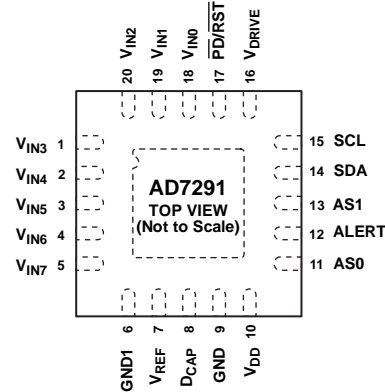 VIN2
VIN1
VIN0
PD/RST
VDRIVE
20 19 18 17 16
VIN3 1
VIN4 2
VIN5 3
VIN6 4
VIN7 5
AD7291
TOP VIEW
(Not to Scale)
15 SCL
14 SDA
13 AS1
12 ALERT
11 AS0
6 7 8 9 10
GND1
VREF
DCAP
GND
VDD